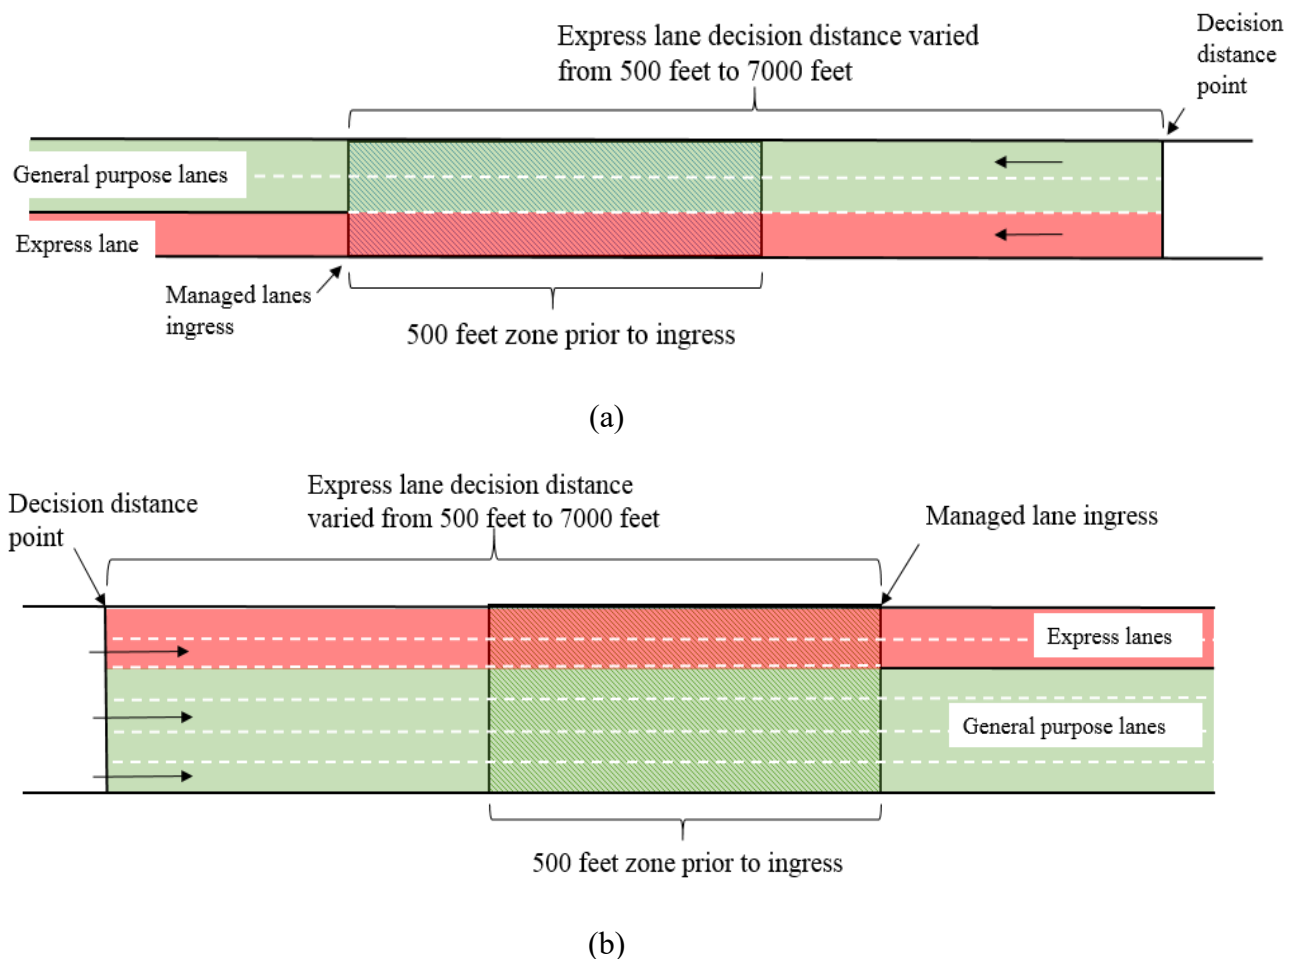 Express lane decision distance varied
from 500 feet to 7000 feet
Decision
distance
point
General purpose lanes
Express lane
Managed lanes
ingress
500 feet zone prior to ingress
(a)
Decision distance
point
Express lane decision distance
varied from 500 feet to 7000 feet
Managed lane ingress
Express lanes
General purpose lanes
500 feet zone prior to ingress
(b)